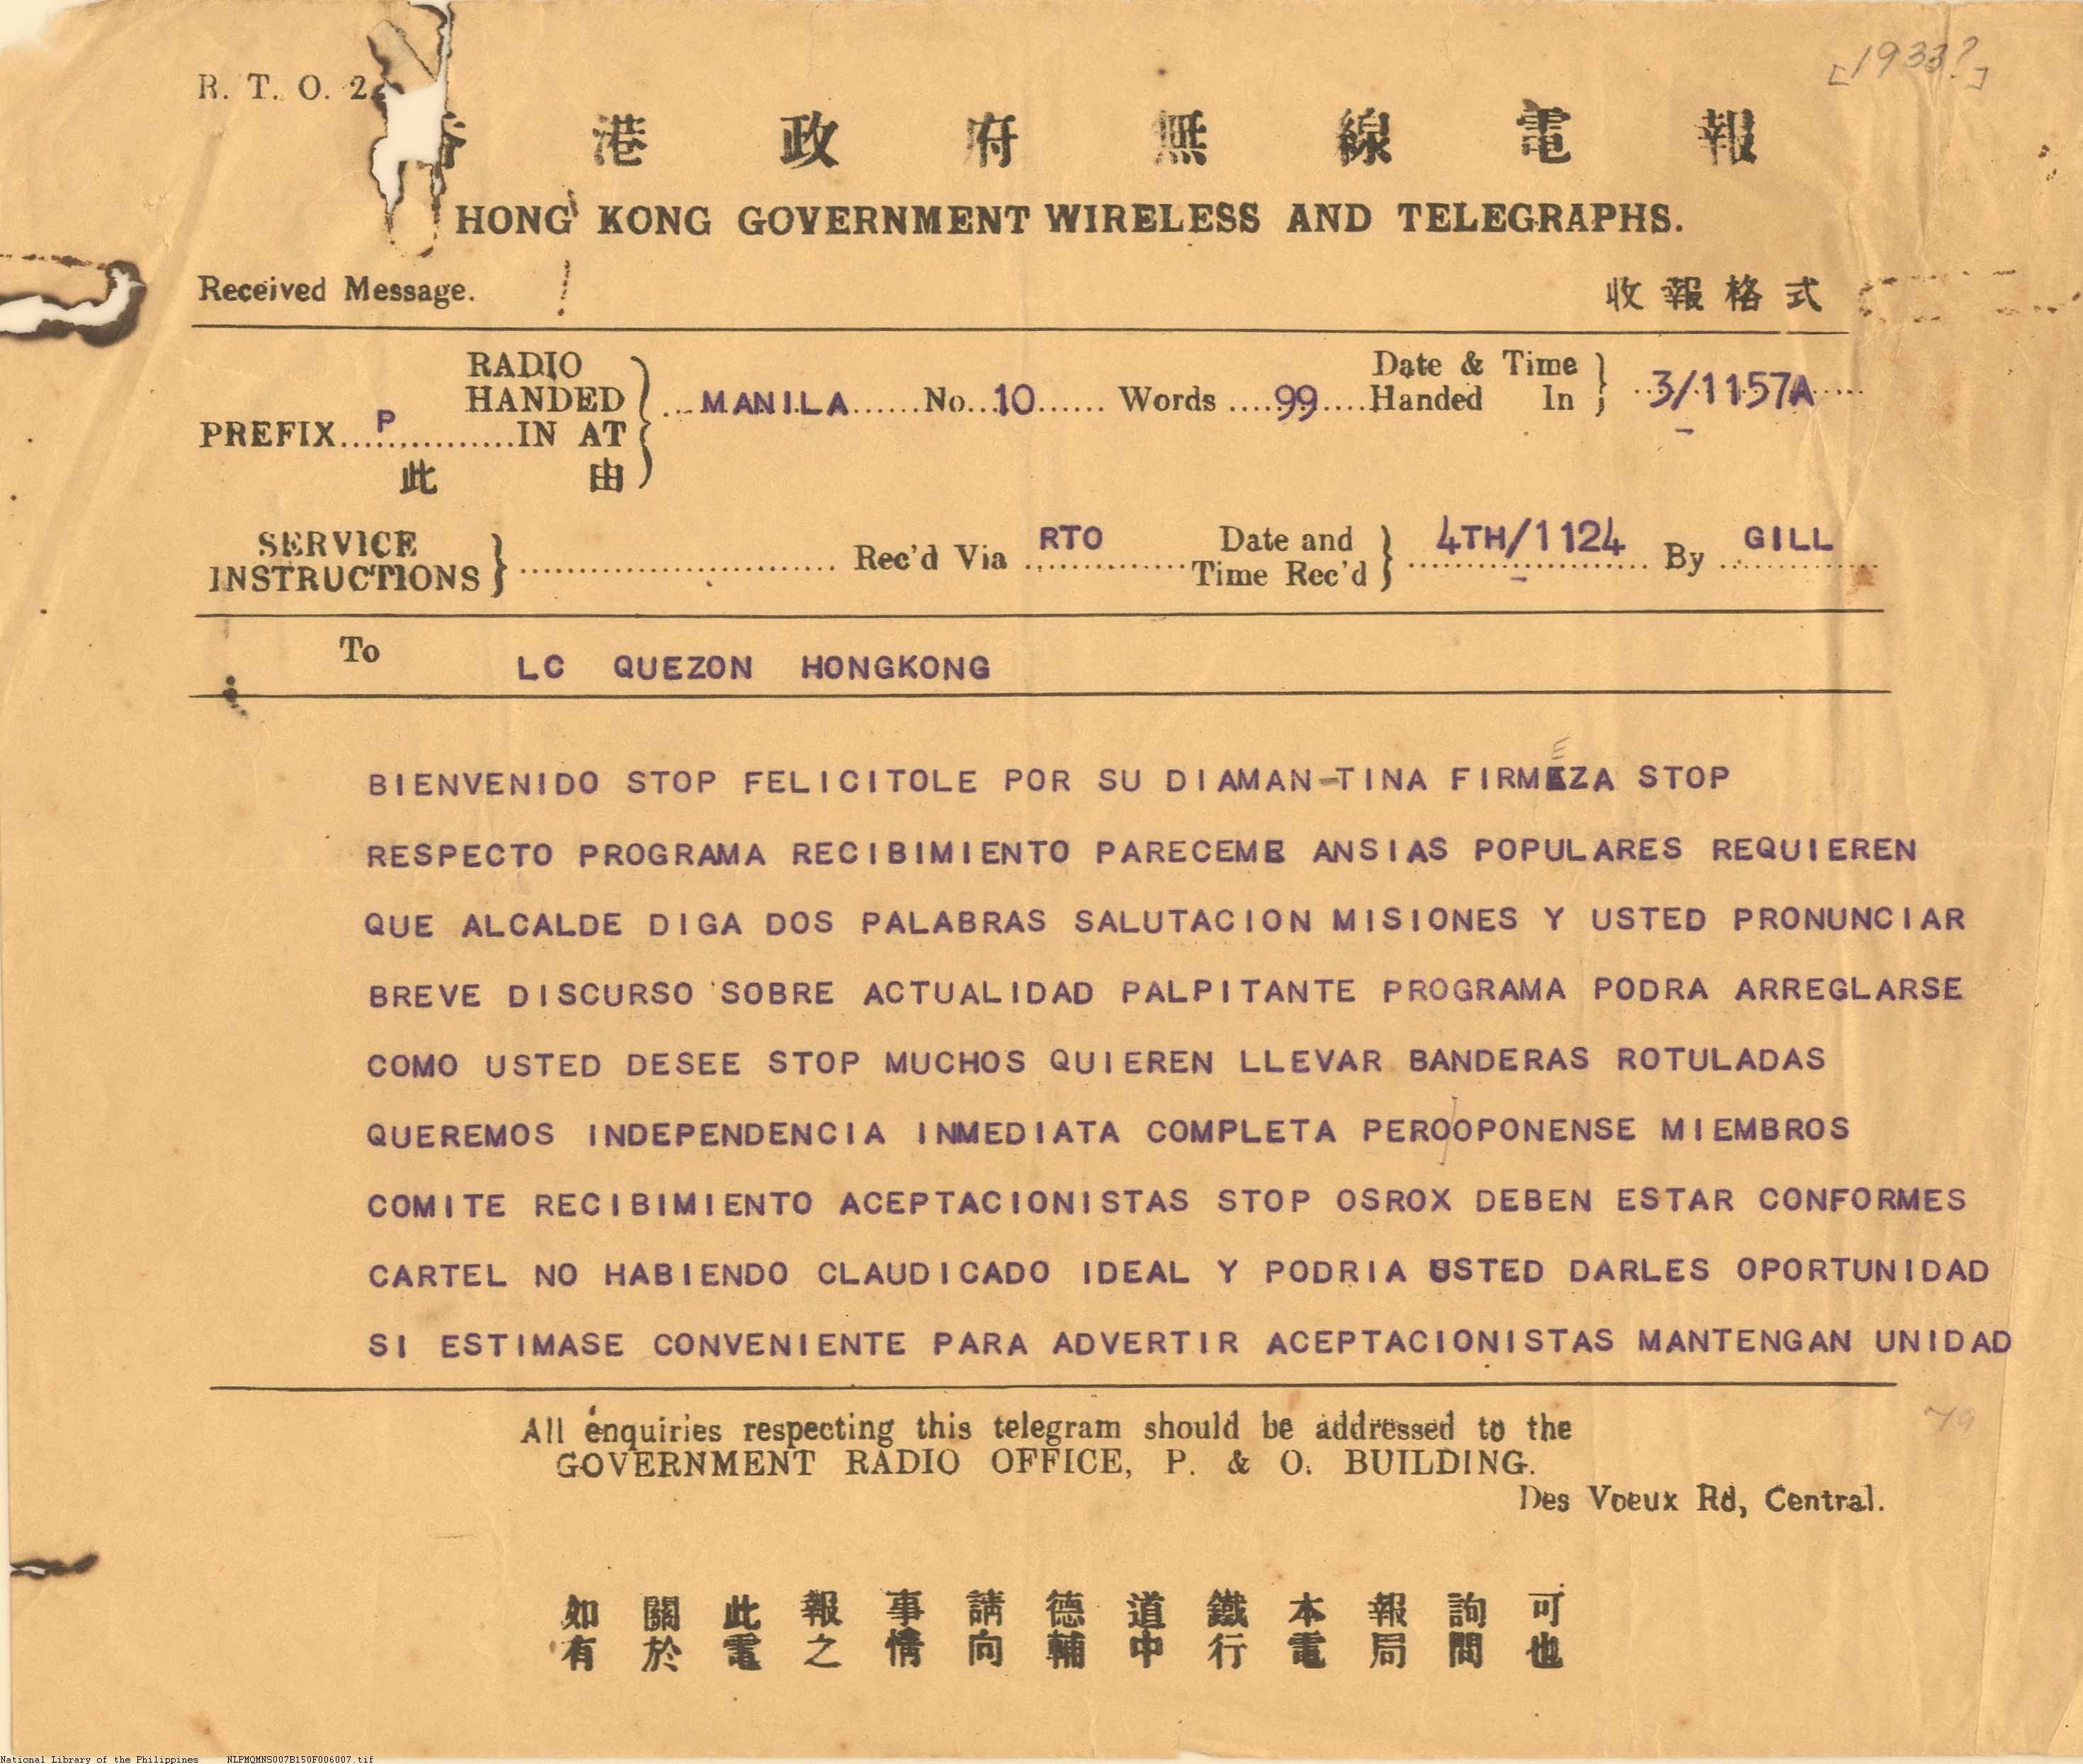 [1933?]
R. T. O. 2
香港政府無線電報
HONG KONG GOVERNMENT WIRELESS AND TELEGRAPHS.
Received Message. 收報格式
RADIO Date & Time
HANDED MANILA No. 10 Words 99 Handed In 3/1157A
PREFIX P IN AT
此 由
SERVICE Rec'd Via RTO Date and 4TH/1124 By GILL
INSTRUCTIONS Time Rec'd
To LC QUEZON HONGKONG
BIENVENIDO STOP FELICITOLE POR SU DIAMAN-TINA FIRMEZA STOP
RESPECTO PROGRAMA RECIBIMIENTO PARECEME ANSIAS POPULARES REQUIEREN
QUE ALCALDE DIGA DOS PALABRAS SALUTACION MISIONES Y USTED PRONUNCIAR
BREVE DISCURSO SOBRE ACTUALIDAD PALPITANTE PROGRAMA PODRA ARREGLARSE
COMO USTED DESEE STOP MUCHOS QUIEREN LLEVAR BANDERAS ROTULADAS
QUEREMOS INDEPENDENCIA INMEDIATA COMPLETA PERO/OPONENSE MIEMBROS
COMITE RECIBIMIENTO ACEPTACIONISTAS STOP OSROX DEBEN ESTAR CONFORMES
CARTEL NO HABIENDO CLAUDICADO IDEAL Y PODRIA USTED DARLES OPORTUNIDAD
SI ESTIMASE CONVENIENTE PARA ADVERTIR ACEPTACIONISTAS MANTENGAN UNIDAD
All enquiries respecting this telegram should be addressed to the
GOVERNMENT RADIO OFFICE, P. & O. BUILDING.
Des Voeux Rd, Central.
如關此報事請德道鐵本報詢可
有於電之情向輔中行電局問也
National Library of the Philippines NLPMQMNS007B150F006007.tif